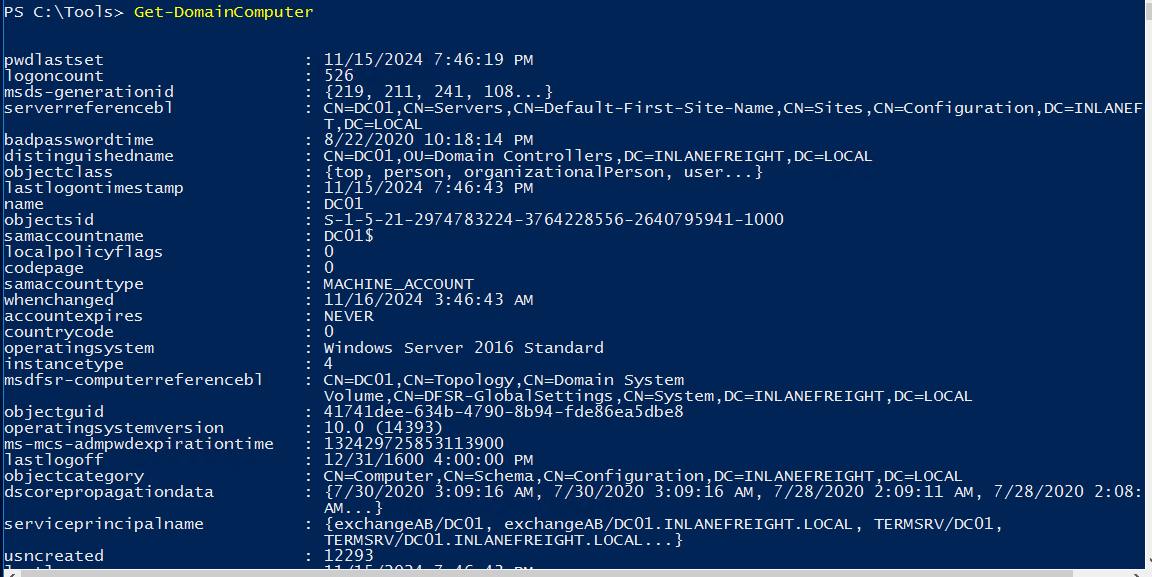 PS C:\Tools> Get-DomainComputer
pwdlastset : 11/15/2024 7:46:19 PM
logoncount : 526
msds-generationid : {219, 211, 241, 108...}
serverreferencebl : CN=DC01,CN=Servers,CN=Default-First-Site-Name,CN=Sites,CN=Configuration,DC=INLANEF
T,DC=LOCAL
badpasswordtime : 8/22/2020 10:18:14 PM
distinguishedname : CN=DC01,OU=Domain Controllers,DC=INLANEFREIGHT,DC=LOCAL
objectclass : {top, person, organizationalPerson, user...}
lastlogontimestamp : 11/15/2024 7:46:43 PM
name : DC01
objectsid : S-1-5-21-2974783224-3764228556-2640795941-1000
samaccountname : DC01$
localpolicyflags : 0
codepage : 0
samaccounttype : MACHINE_ACCOUNT
whenchanged : 11/16/2024 3:46:43 AM
accountexpires : NEVER
countrycode : 0
operatingsystem : Windows Server 2016 Standard
instancetype : 4
msdfsr-computerreferencebl : CN=DC01,CN=Topology,CN=Domain System
Volume,CN=DFSR-GlobalSettings,CN=System,DC=INLANEFREIGHT,DC=LOCAL
objectguid : 41741dee-634b-4790-8b94-fde86ea5dbe8
operatingsystemversion : 10.0 (14393)
ms-mcs-admpwdexpirationtime : 132429725853113900
lastlogoff : 12/31/1600 4:00:00 PM
objectcategory : CN=Computer,CN=Schema,CN=Configuration,DC=INLANEFREIGHT,DC=LOCAL
dscorepropagationdata : {7/30/2020 3:09:16 AM, 7/30/2020 3:09:16 AM, 7/28/2020 2:09:11 AM, 7/28/2020 2:08:
AM...}
serviceprincipalname : {exchangeAB/DC01, exchangeAB/DC01.INLANEFREIGHT.LOCAL, TERMSRV/DC01,
TERMSRV/DC01.INLANEFREIGHT.LOCAL...}
usncreated : 12293